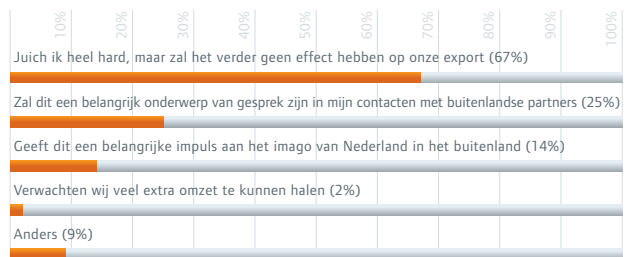 10% 20% 30% 40% 50% 60% 70% 80% 90% 100%
Juich ik heel hard, maar zal het verder geen effect hebben op onze export (67%)
Zal dit een belangrijk onderwerp van gesprek zijn in mijn contacten met buitenlandse partners (25%)
Geeft dit een belangrijke impuls aan het imago van Nederland in het buitenland (14%)
Verwachten wij veel extra omzet te kunnen halen (2%)
Anders (9%)